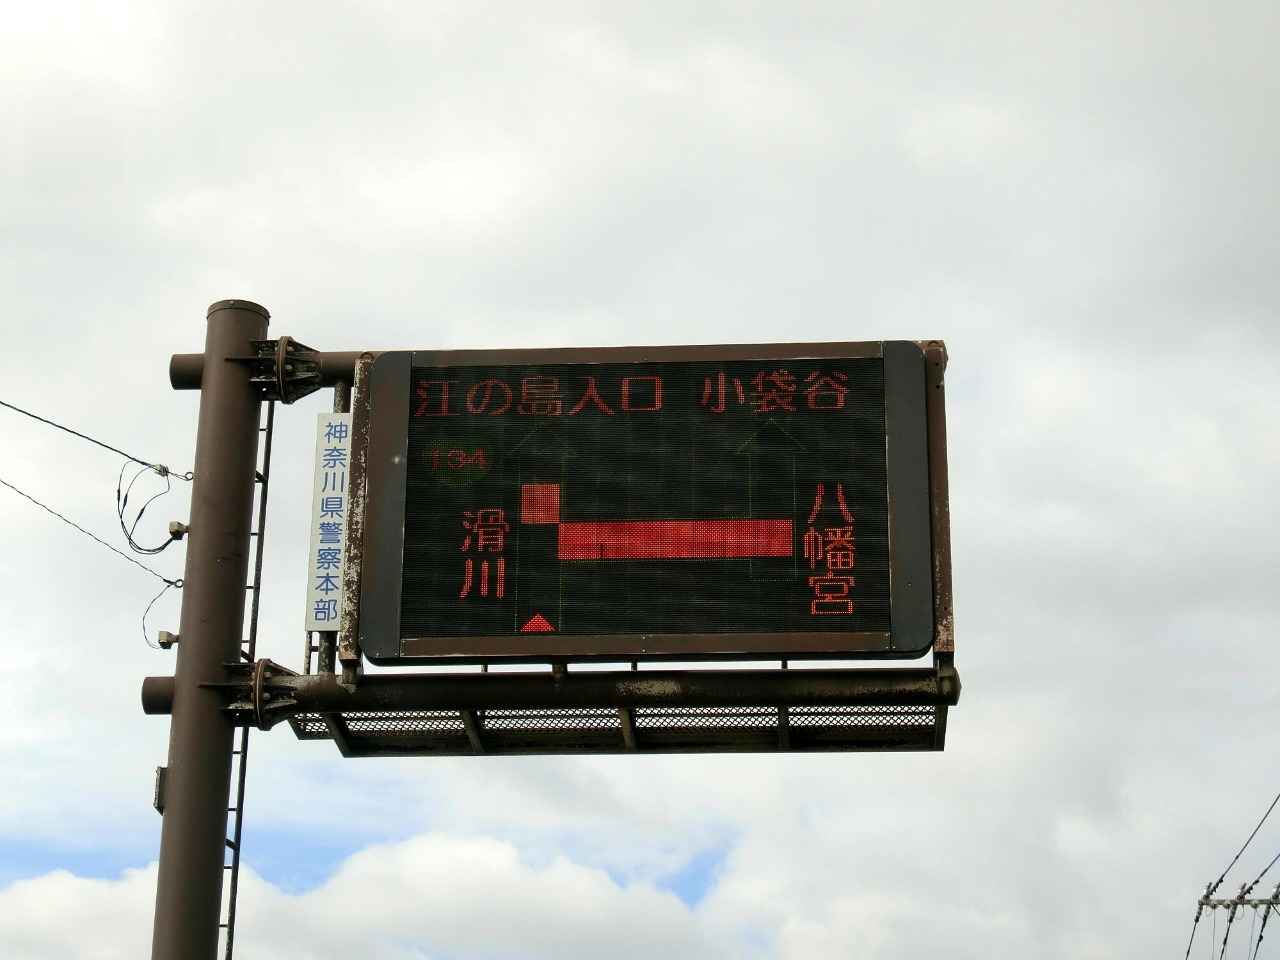 江の島入口 小袋谷
134
滑川
八幡宮
神奈川県警察本部